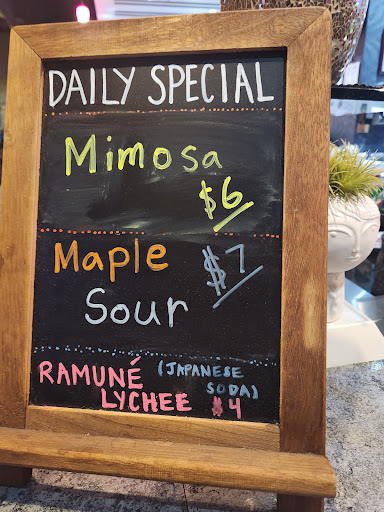 DAILY SPECIAL
Mimosa
$6
Maple $7
Sour
RAMUNÉ (JAPANESE
SODA)
LYCHEE $4